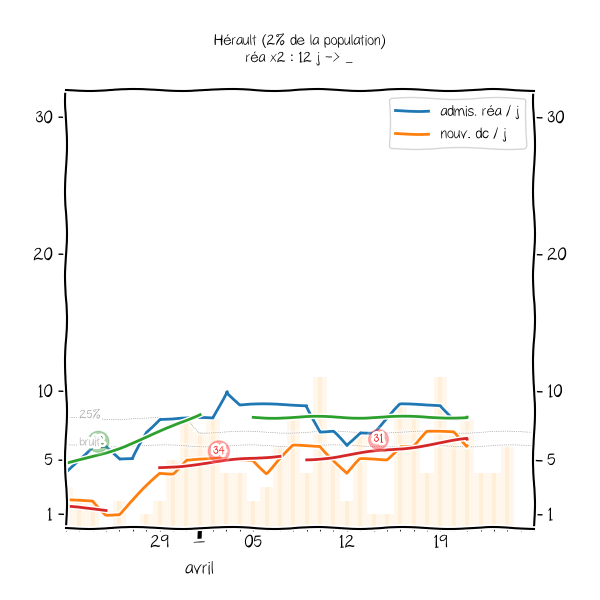 Hérault (2% de la population)
réa x2 : 12 j -> _
admis. réa / j
nouv. dc / j
30
30
20
20
10
10
25%
bruit
34
31
5
5
1
1
29
05
12
19
avril